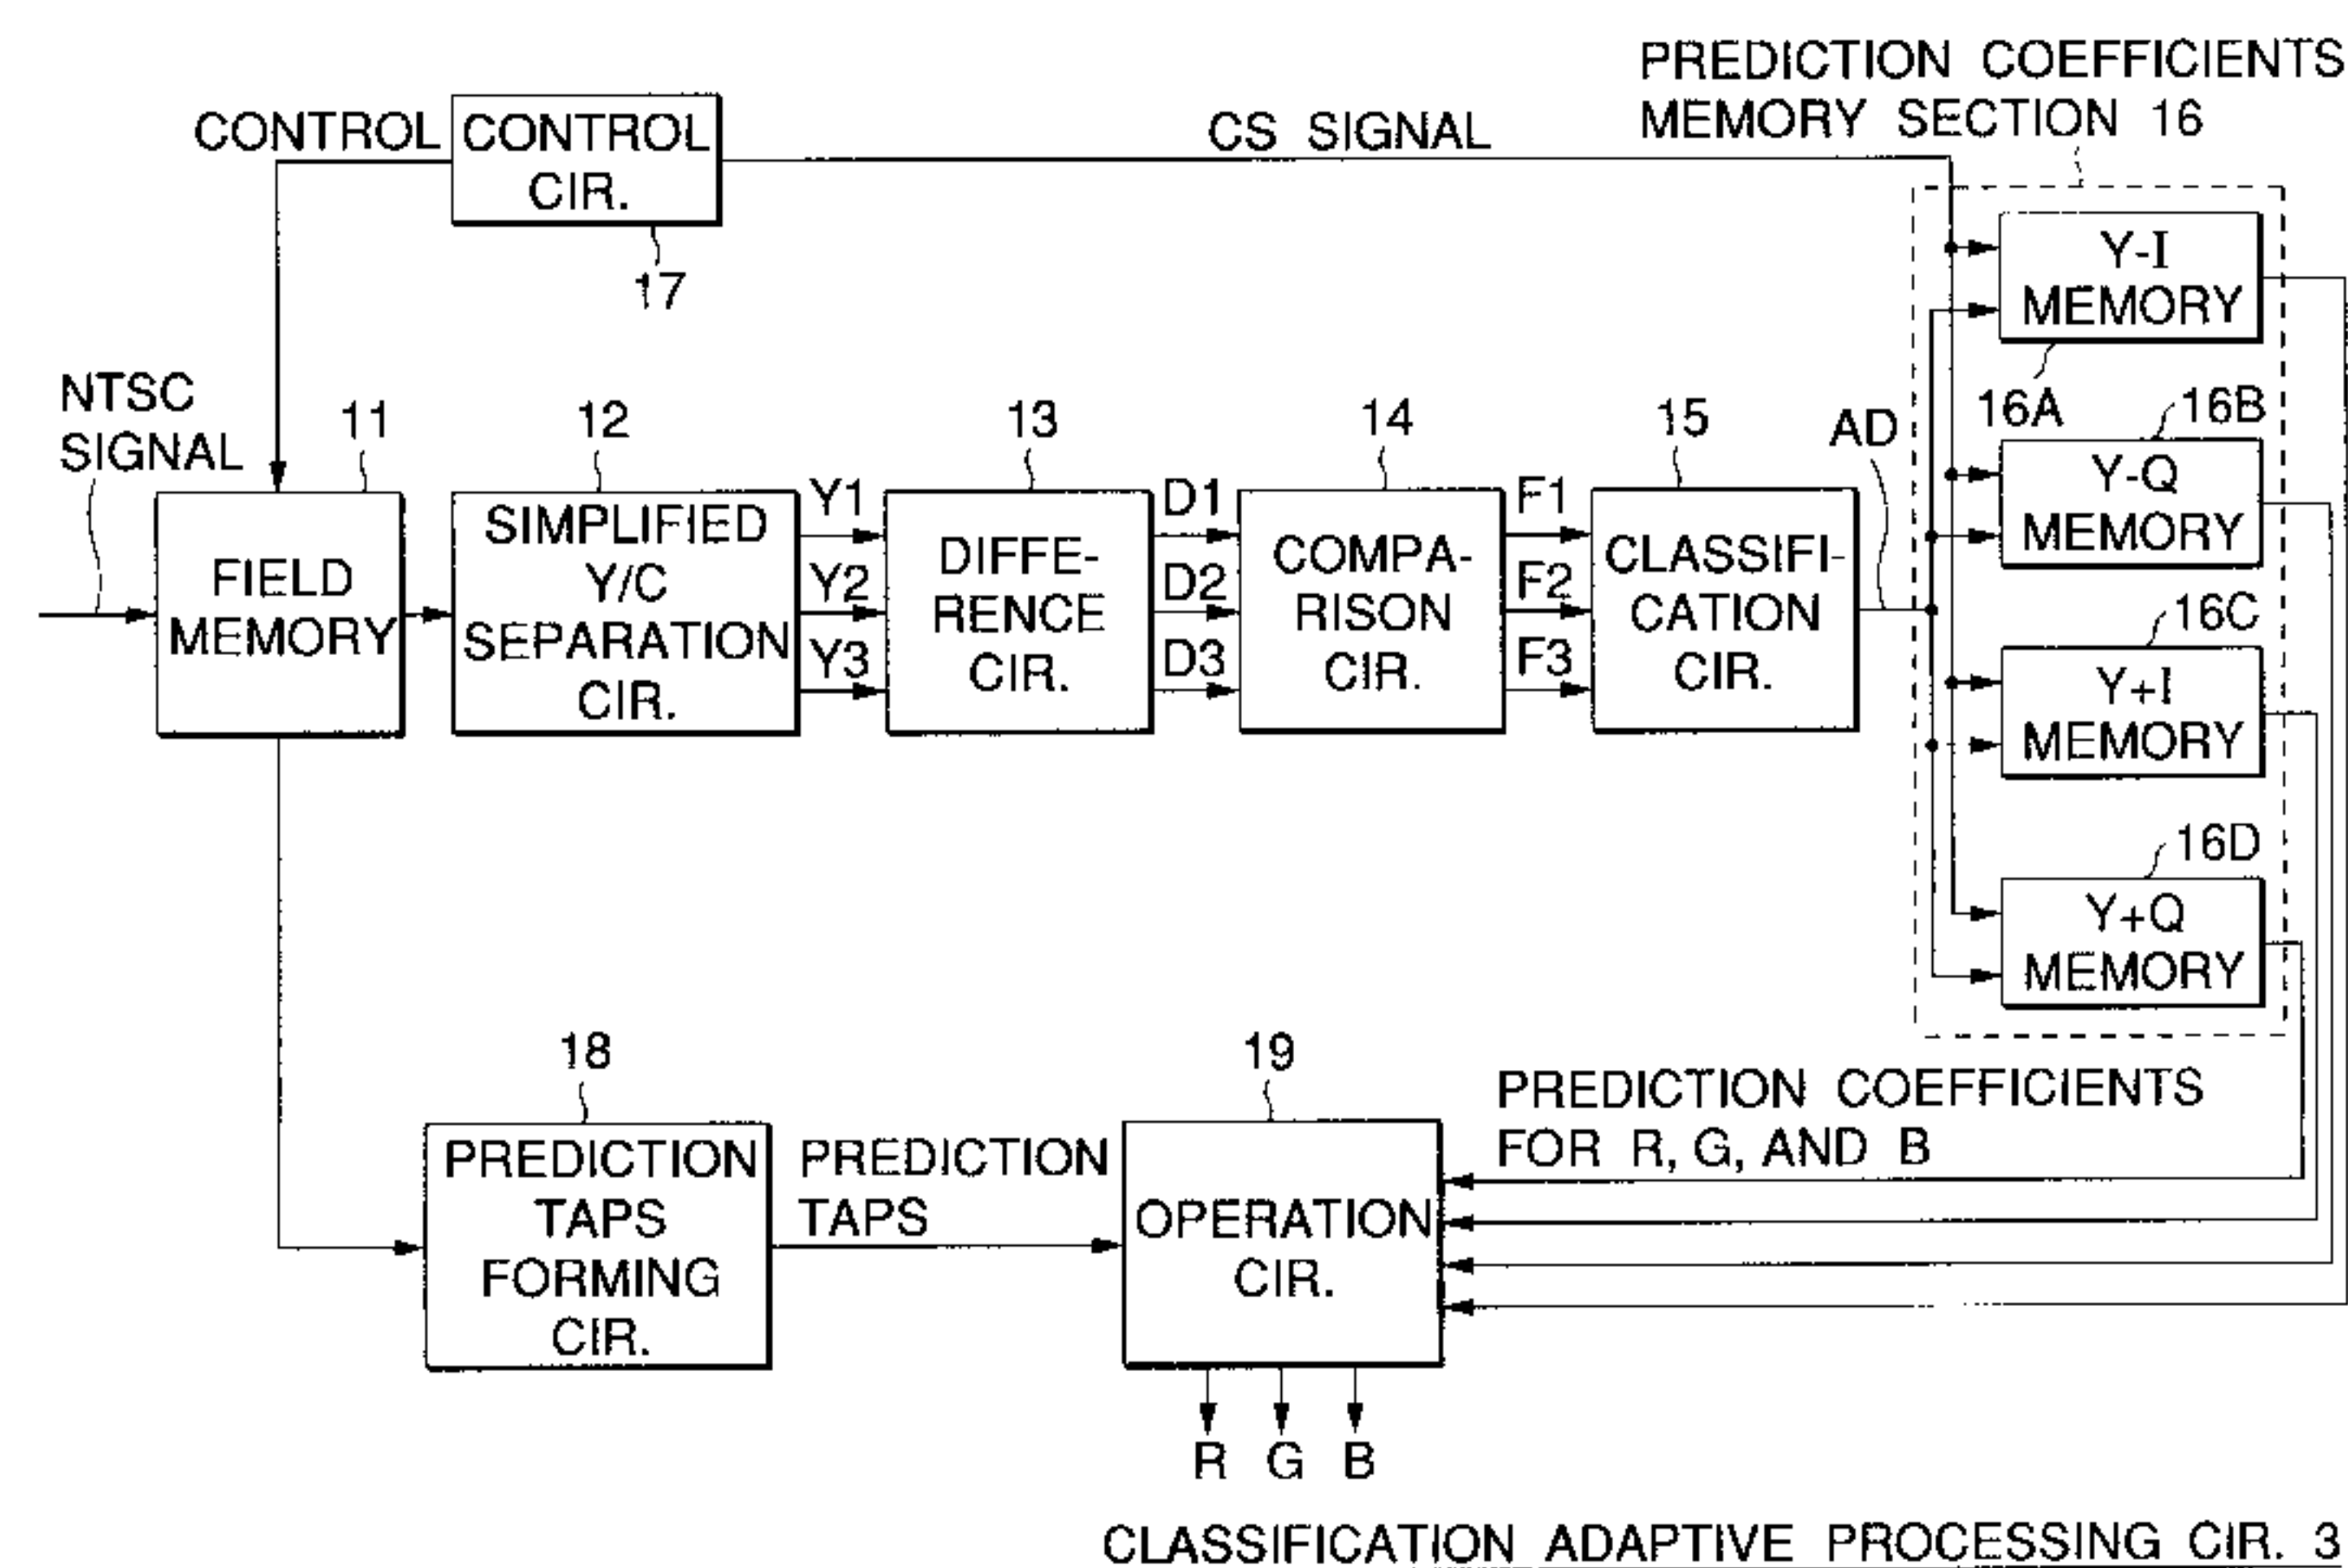 PREDICTION COEFFICIENTS
MEMORY SECTION 16
CONTROL
CONTROL
CIR.
17
CS SIGNAL
Y-I
MEMORY
16A
NTSC
SIGNAL
11
FIELD
MEMORY
12
SIMPLIFIED
Y/C
SEPARATION
CIR.
Y1
Y2
Y3
13
DIFFE-
RENCE
CIR.
D1
D2
D3
14
COMPA-
RISON
CIR.
F1
F2
F3
15
CLASSIFI-
CATION
CIR.
AD
16B
Y-Q
MEMORY
16C
Y+I
MEMORY
16D
Y+Q
MEMORY
18
PREDICTION
TAPS
FORMING
CIR.
PREDICTION
TAPS
19
OPERATION
CIR.
PREDICTION COEFFICIENTS
FOR R, G, AND B
R G B
CLASSIFICATION ADAPTIVE PROCESSING CIR. 3